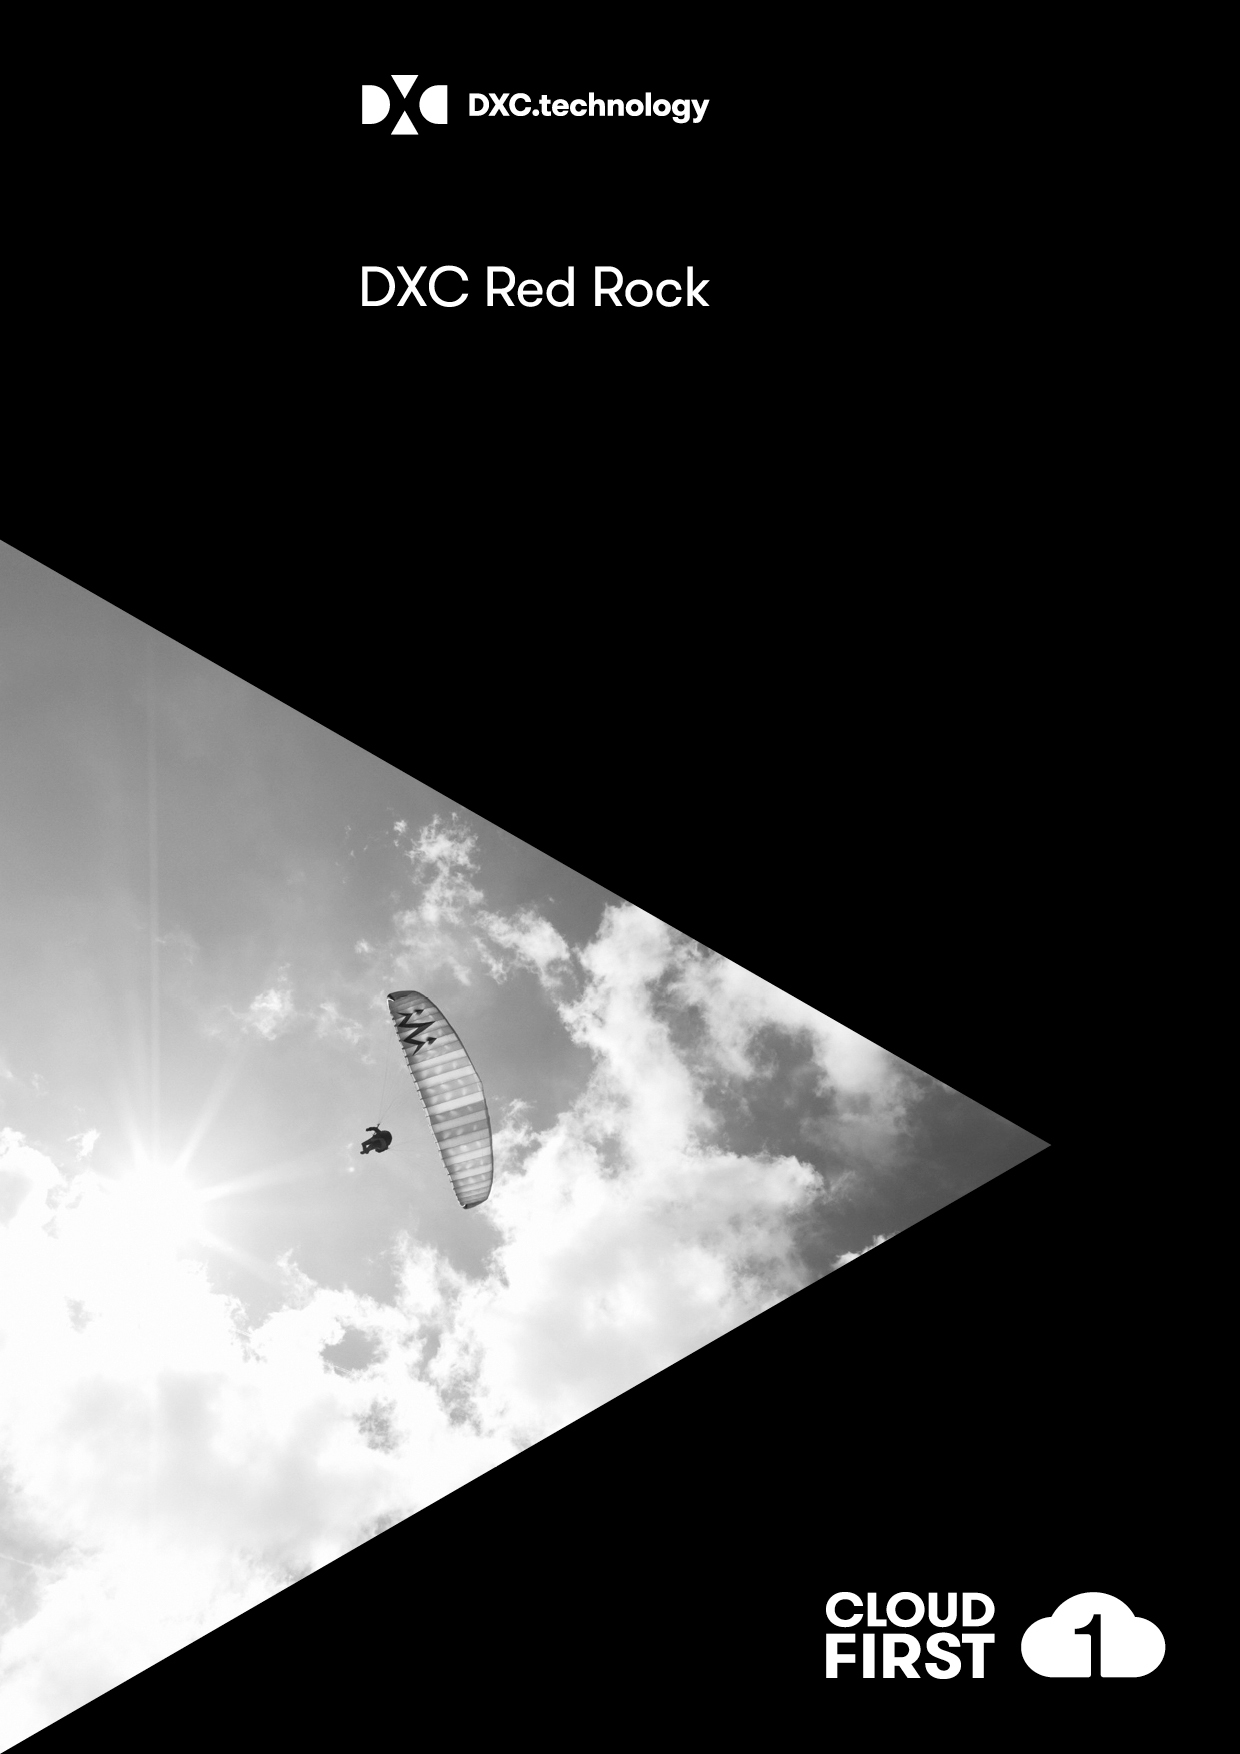 DXC.technology
DXC Red Rock
CLOUD
FIRST
1